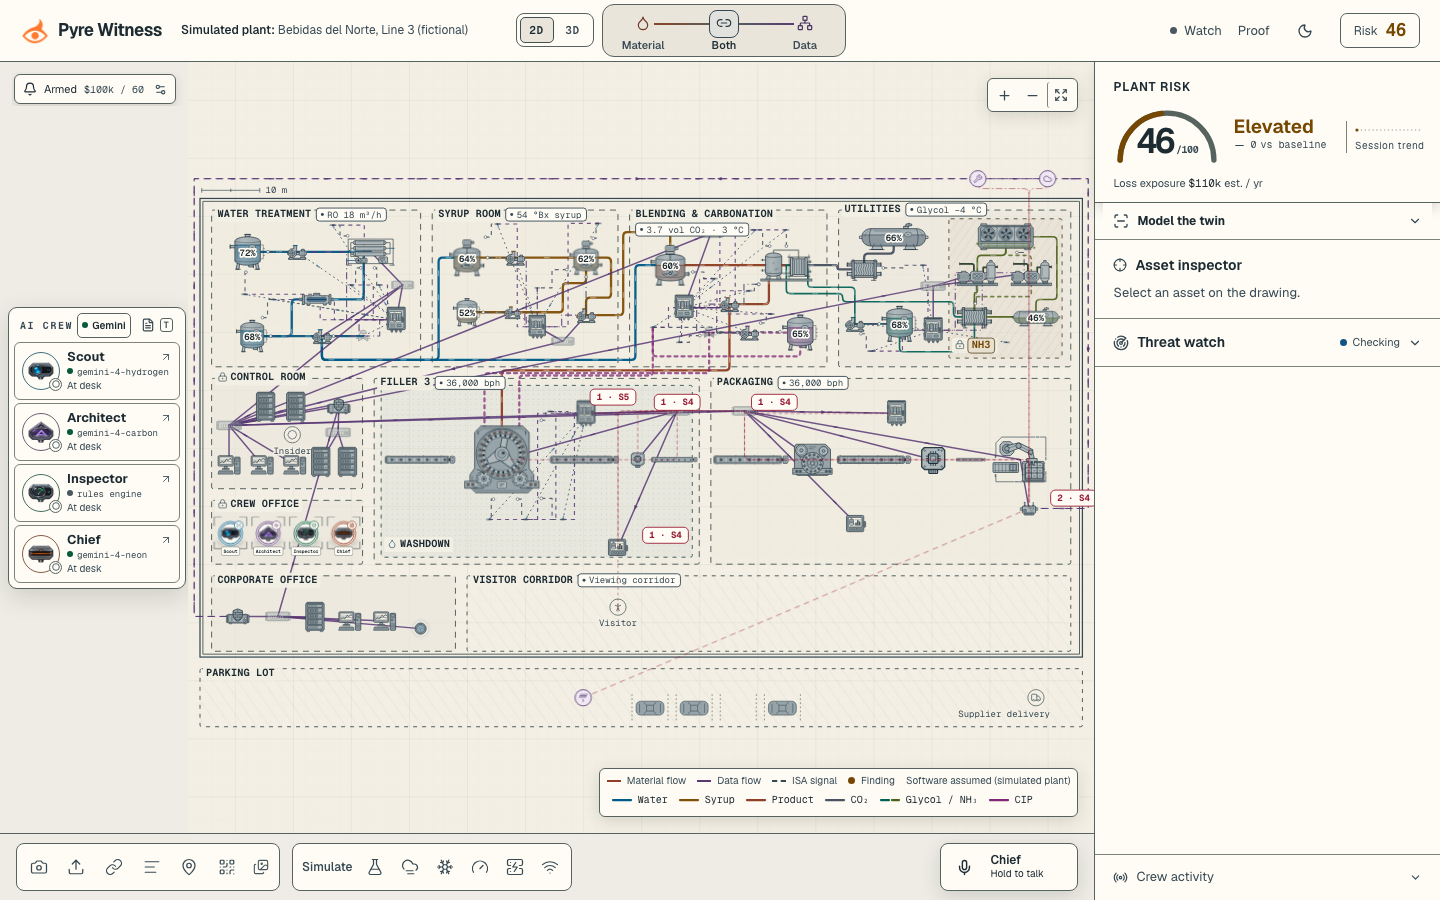 Pyre Witness
Simulated plant: Bebidas del Norte, Line 3 (fictional)
2D 3D
Material Both Data
Watch Proof
Risk 46
Armed $100k / 60
PLANT RISK
46 /100
Elevated
— 0 vs baseline
Session trend
Loss exposure $110k est. / yr
Model the twin
Asset inspector
Select an asset on the drawing.
Threat watch
Checking
Crew activity
AI CREW Gemini T
Scout
gemini-4-hydrogen
At desk
Architect
gemini-4-carbon
At desk
Inspector
rules engine
At desk
Chief
gemini-4-neon
At desk
10 m
WATER TREATMENT • RO 18 m³/h
72%
68%
SYRUP ROOM • 54 °Bx syrup
64%
62%
52%
BLENDING & CARBONATION
• 3.7 vol CO₂ · 3 °C
60%
65%
UTILITIES • Glycol −4 °C
66%
68%
46%
NH3
CONTROL ROOM
Insider
FILLER 3 • 36,000 bph
1 · S5
1 · S4
1 · S4
WASHDOWN
PACKAGING • 36,000 bph
1 · S4
2 · S4
CREW OFFICE
Scout Architect Inspector Chief
CORPORATE OFFICE
VISITOR CORRIDOR • Viewing corridor
Visitor
PARKING LOT
Supplier delivery
Material flow Data flow ISA signal Finding Software assumed (simulated plant)
Water Syrup Product CO₂ Glycol / NH₃ CIP
Simulate
Chief
Hold to talk